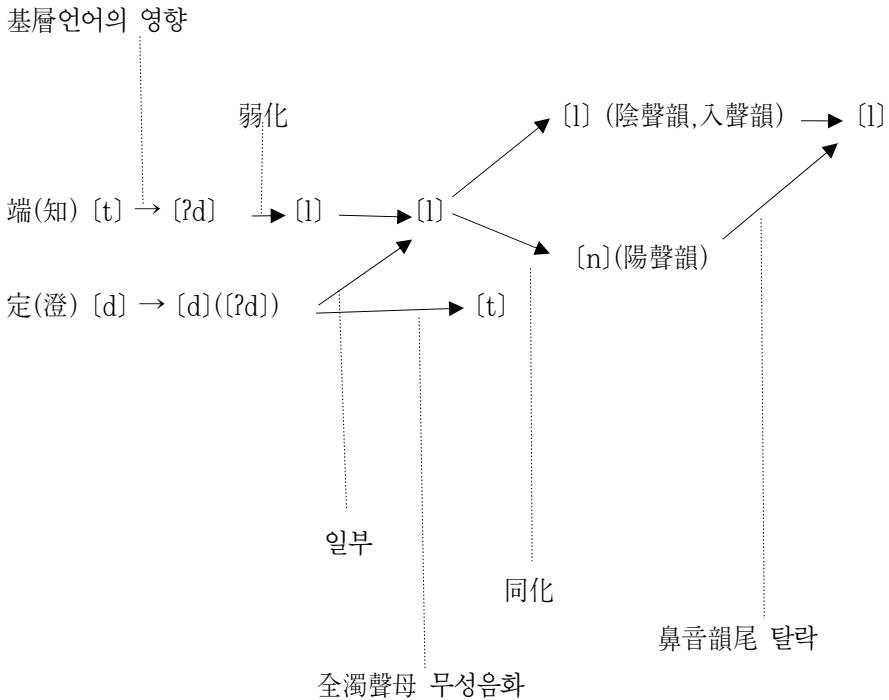 基層언어의 영향
弱化
〔l〕 (陰聲韻,入聲韻) 〔l〕
端(知) 〔t〕 → 〔ʔd〕 〔l〕 〔l〕
〔n〕(陽聲韻)
定(澄) 〔d〕 → 〔d〕(〔ʔd〕) 〔t〕
일부
同化
鼻音韻尾 탈락
全濁聲母 무성음화